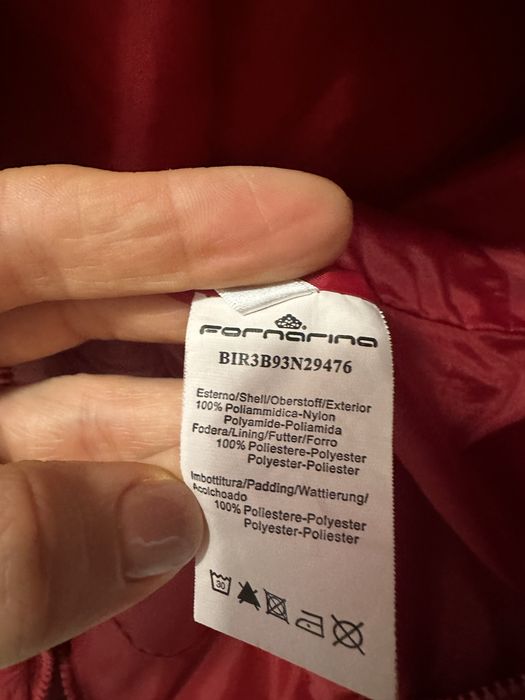 Fornarina
BIR3B93N29476
Esterno/Shell/Oberstoff/Exterior
100% Poliammidica-Nylon
Polyamide-Poliamida
Fodera/Lining/Futter/Forro
100% Poliestere-Polyester
Polyester-Poliester
Imbottitura/Padding/Wattierung/
Acolchoado
100% Poliestere-Polyester
Polyester-Poliester
30